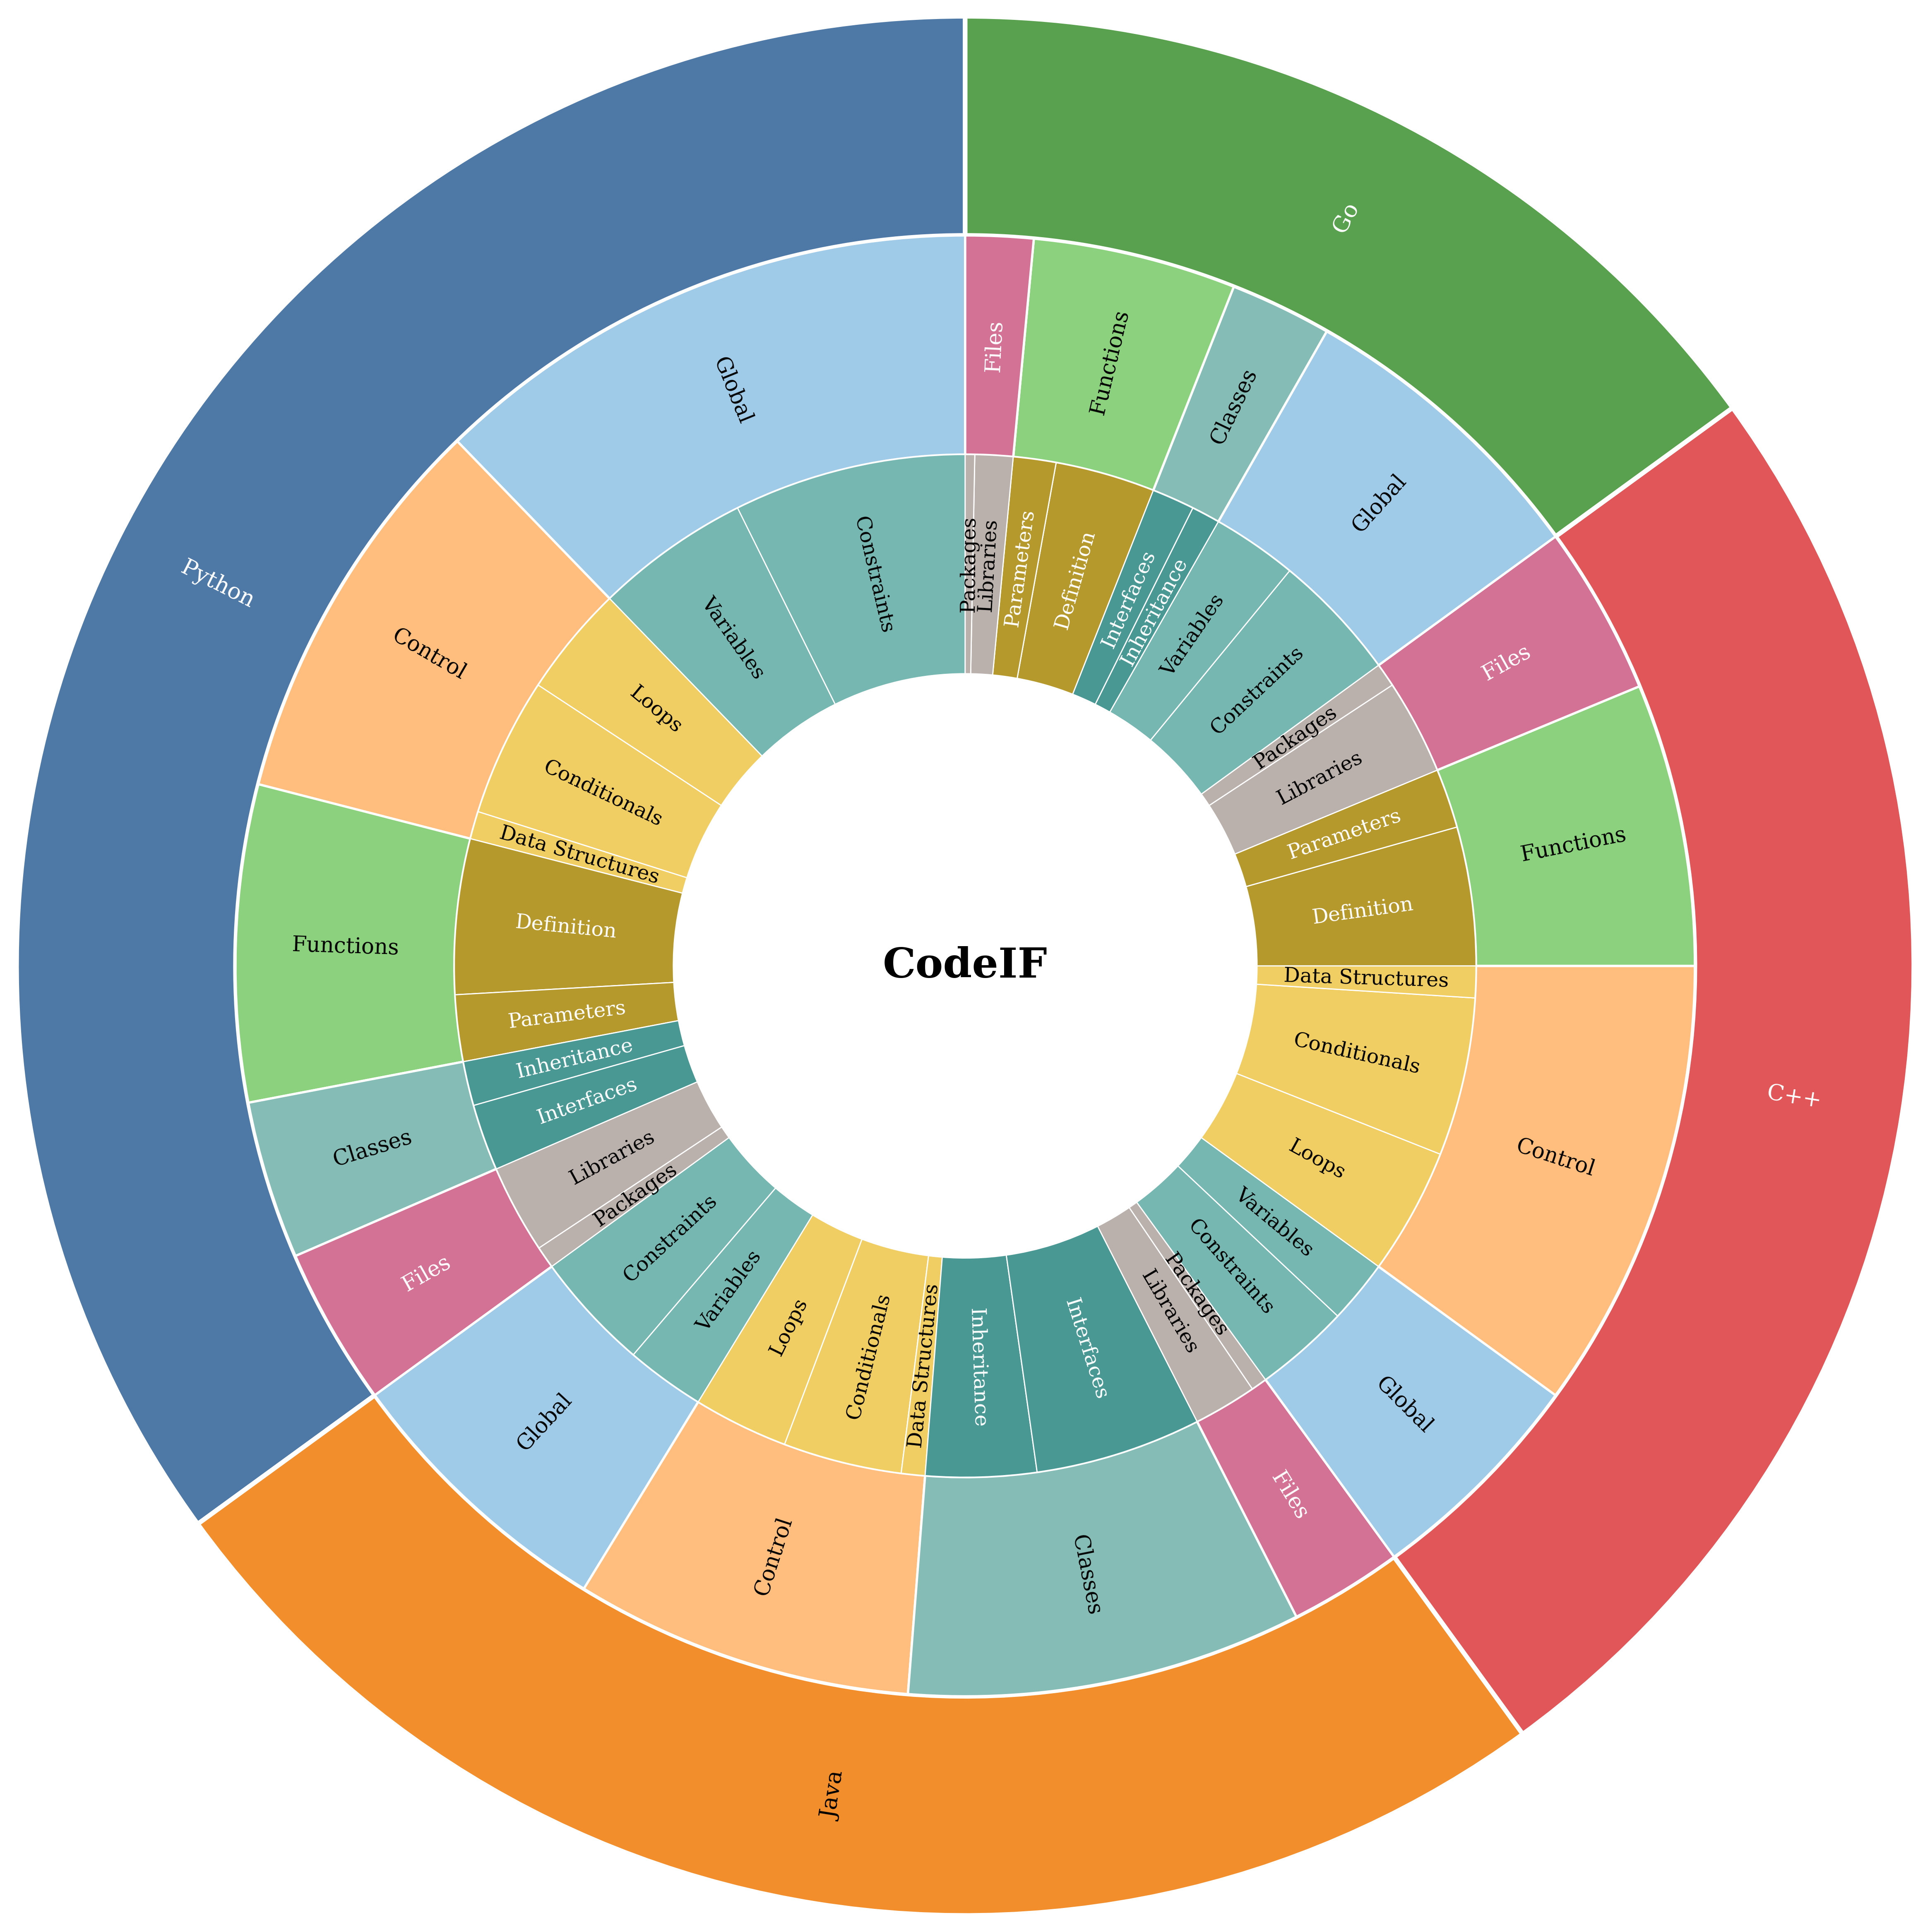 CodeIF
Go
Files
Packages
Libraries
Functions
Parameters
Definition
Classes
Interfaces
Inheritance
Global
Variables
Constraints
C++
Files
Packages
Libraries
Functions
Parameters
Definition
Control
Data Structures
Conditionals
Loops
Global
Variables
Constraints
Java
Files
Packages
Libraries
Classes
Interfaces
Inheritance
Control
Data Structures
Conditionals
Loops
Global
Variables
Constraints
Python
Files
Packages
Libraries
Classes
Interfaces
Inheritance
Functions
Parameters
Definition
Control
Data Structures
Conditionals
Loops
Global
Variables
Constraints